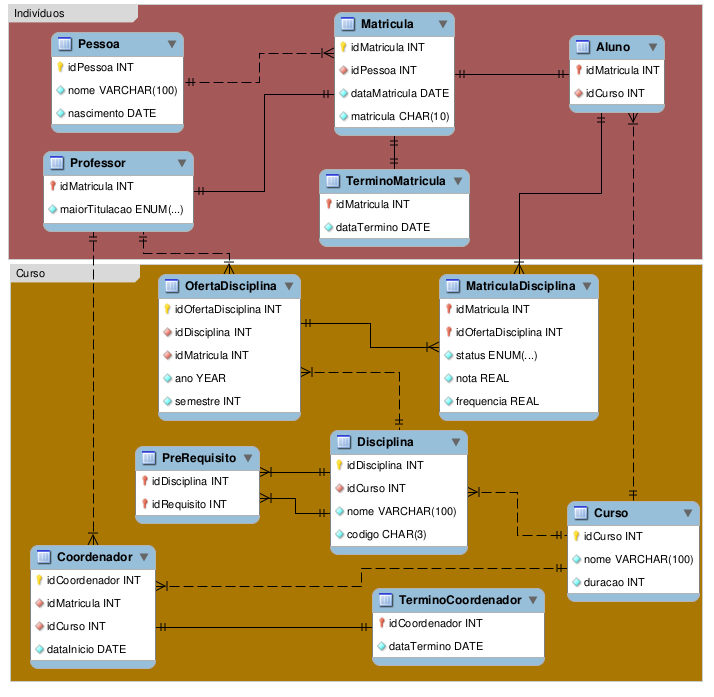 Indivíduos
Pessoa
idPessoa INT
nome VARCHAR(100)
nascimento DATE
Matricula
idMatricula INT
idPessoa INT
dataMatricula DATE
matricula CHAR(10)
Aluno
idMatricula INT
idCurso INT
Professor
idMatricula INT
maiorTitulacao ENUM(...)
TerminoMatricula
idMatricula INT
dataTermino DATE
Curso
OfertaDisciplina
idOfertaDisciplina INT
idDisciplina INT
idMatricula INT
ano YEAR
semestre INT
MatriculaDisciplina
idMatricula INT
idOfertaDisciplina INT
status ENUM(...)
nota REAL
frequencia REAL
PreRequisito
idDisciplina INT
idRequisito INT
Disciplina
idDisciplina INT
idCurso INT
nome VARCHAR(100)
codigo CHAR(3)
Curso
idCurso INT
nome VARCHAR(100)
duracao INT
Coordenador
idCoordenador INT
idMatricula INT
idCurso INT
dataInicio DATE
TerminoCoordenador
idCoordenador INT
dataTermino DATE